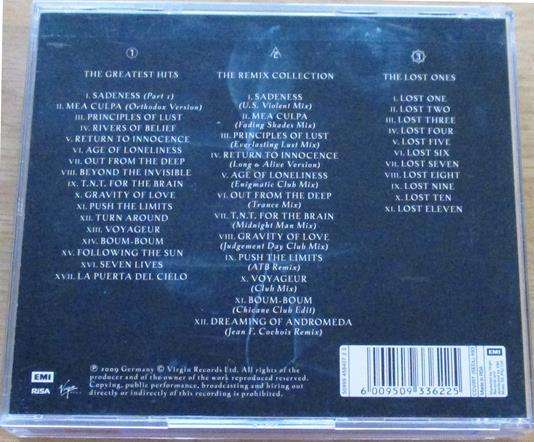 1
THE GREATEST HITS
I. SADENESS (Part 1)
II. MEA CULPA (Orthodox Version)
III. PRINCIPLES OF LUST
IV. RIVERS OF BELIEF
V. RETURN TO INNOCENCE
VI. AGE OF LONELINESS
VII. OUT FROM THE DEEP
VIII. BEYOND THE INVISIBLE
IX. T.N.T. FOR THE BRAIN
X. GRAVITY OF LOVE
XI. PUSH THE LIMITS
XII. TURN AROUND
XIII. VOYAGEUR
XIV. BOUM-BOUM
XV. FOLLOWING THE SUN
XVI. SEVEN LIVES
XVII. LA PUERTA DEL CIELO
THE REMIX COLLECTION
I. SADENESS
(U.S. Violent Mix)
II. MEA CULPA
(Fading Shades Mix)
III. PRINCIPLES OF LUST
(Everlasting Lust Mix)
IV. RETURN TO INNOCENCE
(Long & Alive Version)
V. AGE OF LONELINESS
(Enigmatic Club Mix)
VI. OUT FROM THE DEEP
(Trance Mix)
VII. T.N.T. FOR THE BRAIN
(Midnight Man Mix)
VIII. GRAVITY OF LOVE
(Judgement Day Club Mix)
IX. PUSH THE LIMITS
(ATB Remix)
X. VOYAGEUR
(Club Mix)
XI. BOUM-BOUM
(Chicane Club Edit)
XII. DREAMING OF ANDROMEDA
(Jean F. Cochois Remix)
3
THE LOST ONES
I. LOST ONE
II. LOST TWO
III. LOST THREE
IV. LOST FOUR
V. LOST FIVE
VI. LOST SIX
VII. LOST SEVEN
VIII. LOST EIGHT
IX. LOST NINE
X. LOST TEN
XI. LOST ELEVEN
EMI
RiSA
Virgin
℗ 2009 Germany © Virgin Records Ltd. All rights of the
producer and of the owner of the work reproduced reserved.
Copying, public performance, broadcasting and hiring out
directly or indirectly of this recording is prohibited.
6 009509 336225
EMI